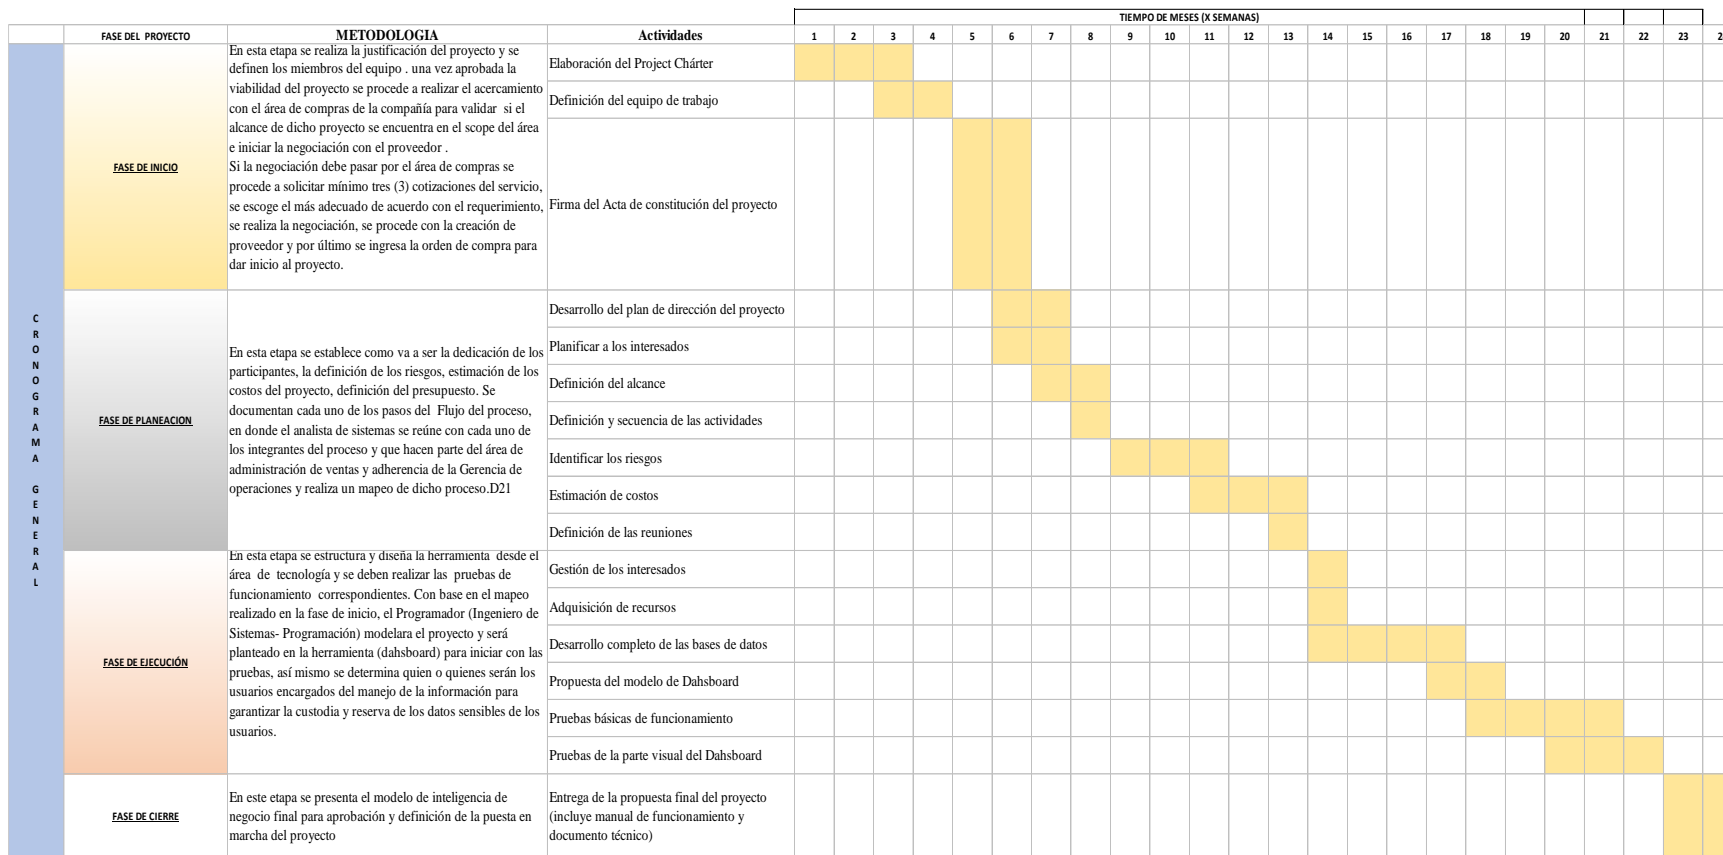 TIEMPO DE MESES (X SEMANAS)
FASE DEL PROYECTO METODOLOGIA Actividades 1 2 3 4 5 6 7 8 9 10 11 12 13 14 15 16 17 18 19 20 21 22 23
CRONOGRAMA GENERAL
FASE DE INICIO
En esta etapa se realiza la justificación del proyecto y se
definen los miembros del equipo . una vez aprobada la
viabilidad del proyecto se procede a realizar el acercamiento
con el área de compras de la compañía para validar si el
alcance de dicho proyecto se encuentra en el scope del área
e iniciar la negociación con el proveedor .
Si la negociación debe pasar por el área de compras se
procede a solicitar mínimo tres (3) cotizaciones del servicio,
se escoge el más adecuado de acuerdo con el requerimiento,
se realiza la negociación, se procede con la creación de
proveedor y por último se ingresa la orden de compra para
dar inicio al proyecto.
Elaboración del Project Chárter
Definición del equipo de trabajo
Firma del Acta de constitución del proyecto
FASE DE PLANEACION
En esta etapa se establece como va a ser la dedicación de los
participantes, la definición de los riesgos, estimación de los
costos del proyecto, definición del presupuesto. Se
documentan cada uno de los pasos del Flujo del proceso,
en donde el analista de sistemas se reúne con cada uno de
los integrantes del proceso y que hacen parte del área de
administración de ventas y adherencia de la Gerencia de
operaciones y realiza un mapeo de dicho proceso.D21
Desarrollo del plan de dirección del proyecto
Planificar a los interesados
Definición del alcance
Definición y secuencia de las actividades
Identificar los riesgos
Estimación de costos
Definición de las reuniones
FASE DE EJECUCIÓN
En esta etapa se estructura y diseña la herramienta desde el
área de tecnología y se deben realizar las pruebas de
funcionamiento correspondientes. Con base en el mapeo
realizado en la fase de inicio, el Programador (Ingeniero de
Sistemas- Programación) modelara el proyecto y será
planteado en la herramienta (dahsboard) para iniciar con las
pruebas, así mismo se determina quien o quienes serán los
usuarios encargados del manejo de la información para
garantizar la custodia y reserva de los datos sensibles de los
usuarios.
Gestión de los interesados
Adquisición de recursos
Desarrollo completo de las bases de datos
Propuesta del modelo de Dahsboard
Pruebas básicas de funcionamiento
Pruebas de la parte visual del Dahsboard
FASE DE CIERRE
En este etapa se presenta el modelo de inteligencia de
negocio final para aprobación y definición de la puesta en
marcha del proyecto
Entrega de la propuesta final del proyecto
(incluye manual de funcionamiento y
documento técnico)